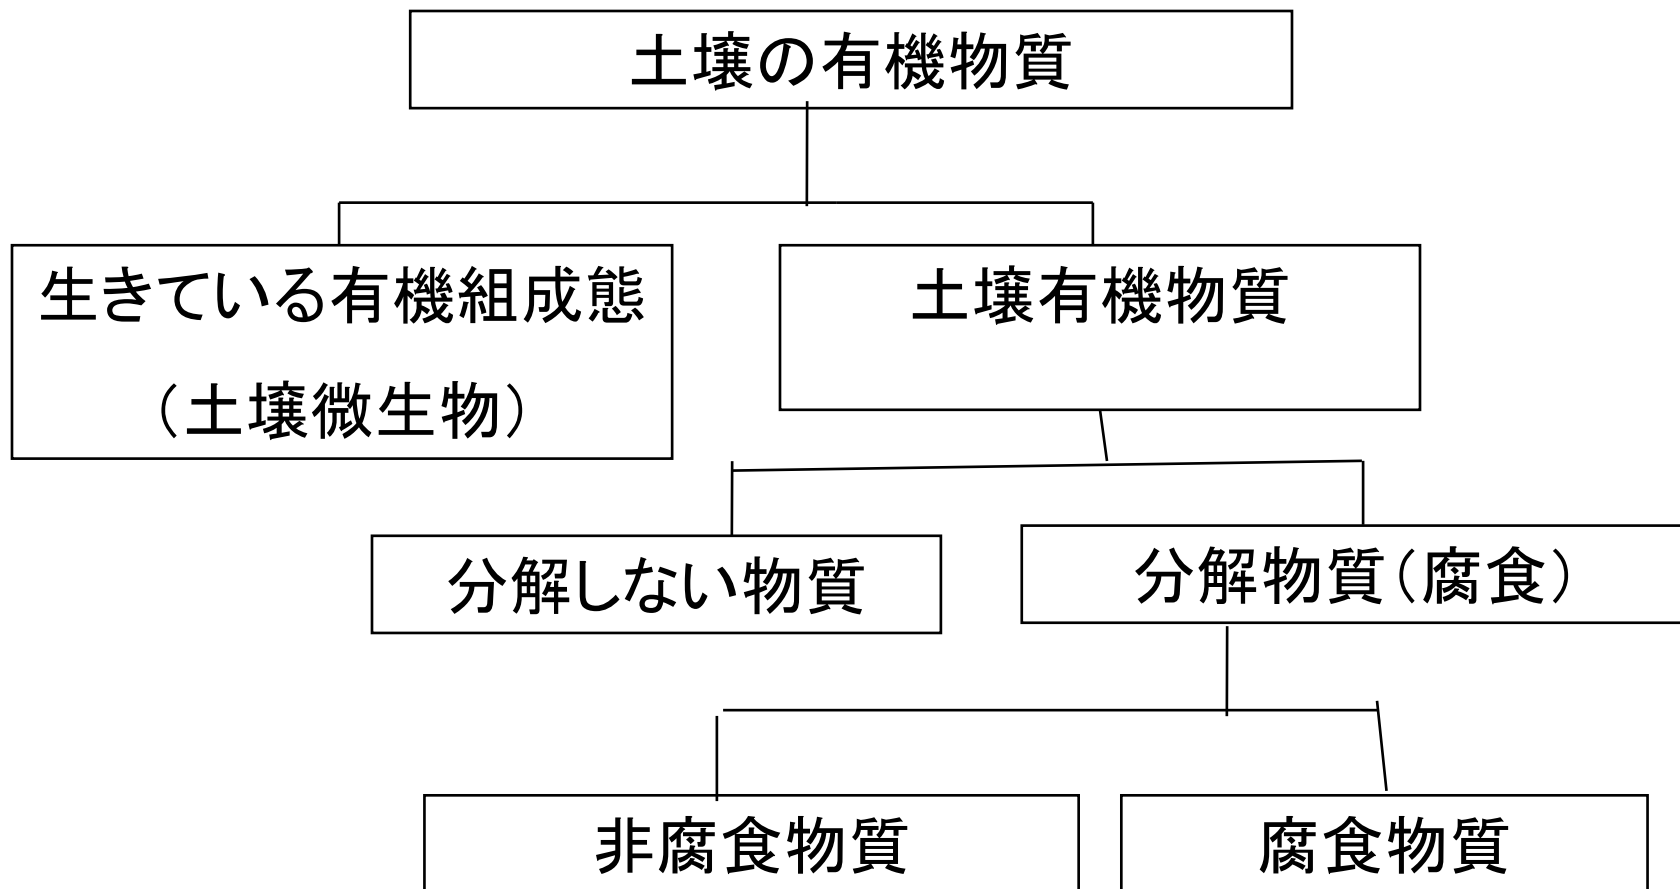 土壌の有機物質
生きている有機組成態
（土壌微生物）
土壌有機物質
分解しない物質
分解物質（腐食）
非腐食物質
腐食物質